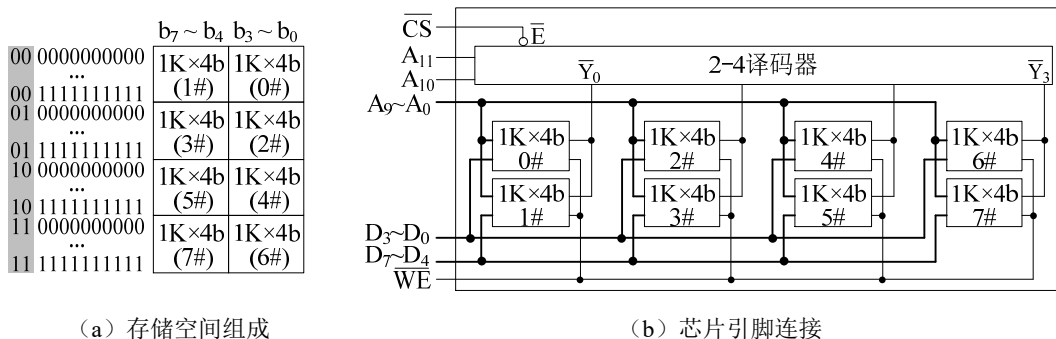 b₇ ~ b₄ b₃ ~ b₀
00 0000000000
...
00 1111111111
01 0000000000
...
01 1111111111
10 0000000000
...
10 1111111111
11 0000000000
...
11 1111111111
1K×4b
(1#)
1K×4b
(0#)
1K×4b
(3#)
1K×4b
(2#)
1K×4b
(5#)
1K×4b
(4#)
1K×4b
(7#)
1K×4b
(6#)
(a)存储空间组成
C̅S̅
E̅
A₁₁
A₁₀
2-4译码器
Y̅₀
Y̅₃
A₉~A₀
1K×4b
0#
1K×4b
2#
1K×4b
4#
1K×4b
6#
1K×4b
1#
1K×4b
3#
1K×4b
5#
1K×4b
7#
D₃~D₀
D₇~D₄
W̅E̅
(b)芯片引脚连接